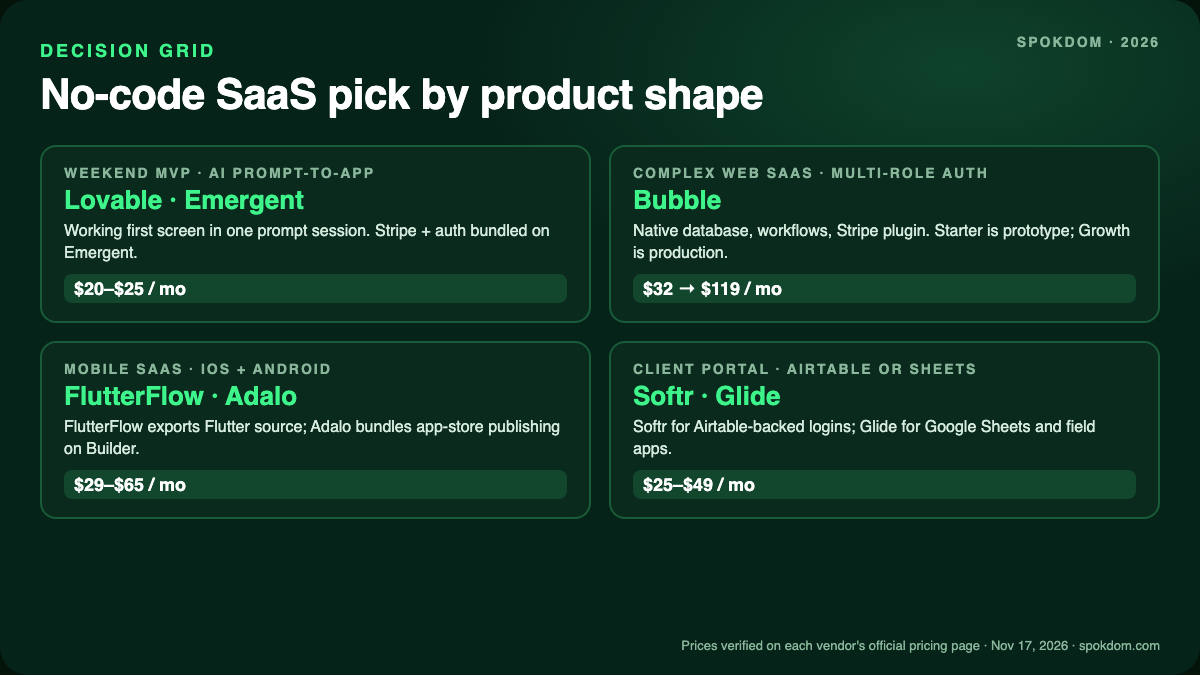 DECISION GRID
SPOKDOM · 2026
No-code SaaS pick by product shape
WEEKEND MVP · AI PROMPT-TO-APP
Lovable · Emergent
Working first screen in one prompt session. Stripe + auth bundled on
Emergent.
$20–$25 / mo
COMPLEX WEB SAAS · MULTI-ROLE AUTH
Bubble
Native database, workflows, Stripe plugin. Starter is prototype; Growth
is production.
$32 → $119 / mo
MOBILE SAAS · IOS + ANDROID
FlutterFlow · Adalo
FlutterFlow exports Flutter source; Adalo bundles app-store publishing
on Builder.
$29–$65 / mo
CLIENT PORTAL · AIRTABLE OR SHEETS
Softr · Glide
Softr for Airtable-backed logins; Glide for Google Sheets and field
apps.
$25–$49 / mo
Prices verified on each vendor's official pricing page · Nov 17, 2026 · spokdom.com